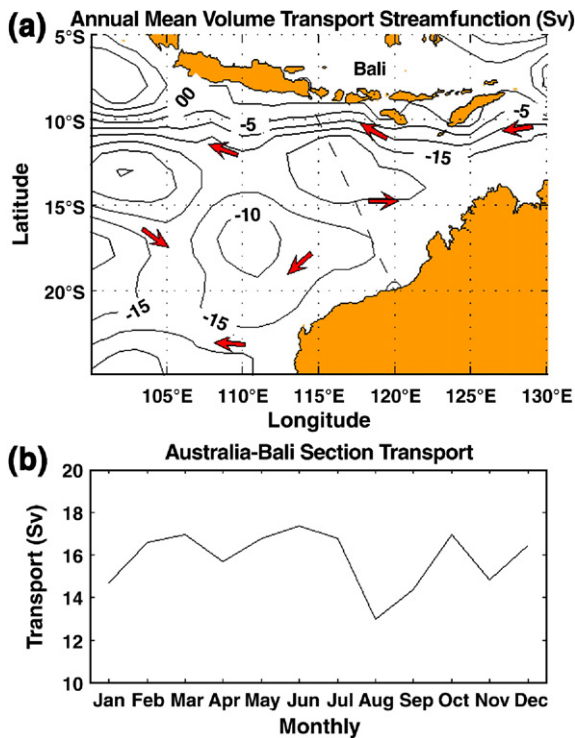 Annual Mean Volume Transport Streamfunction (Sv)
(a)
5°S
10°S
15°S
20°S
Latitude
Bali
00
-5
-5
-15
-10
-15
-15
105°E 110°E 115°E 120°E 125°E 130°E
Longitude
(b)
Australia-Bali Section Transport
20
18
16
14
12
10
Transport (Sv)
Jan Feb Mar Apr May Jun Jul Aug Sep Oct Nov Dec
Monthly